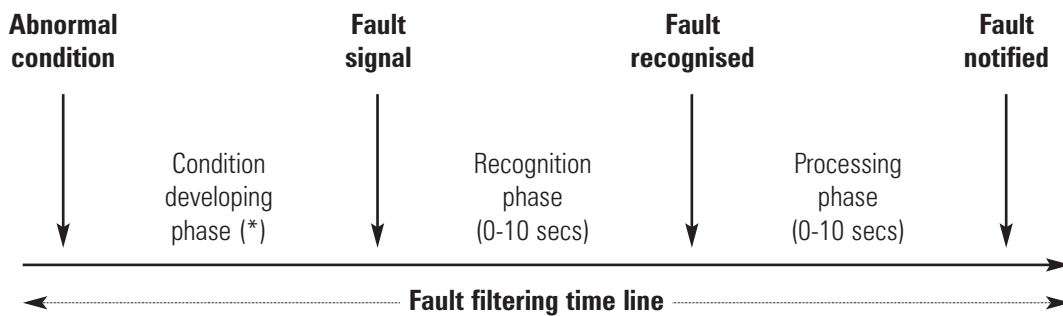 Abnormal
condition
Fault
signal
Fault
recognised
Fault
notified
Condition
developing
phase (*)
Recognition
phase
(0-10 secs)
Processing
phase
(0-10 secs)
Fault filtering time line